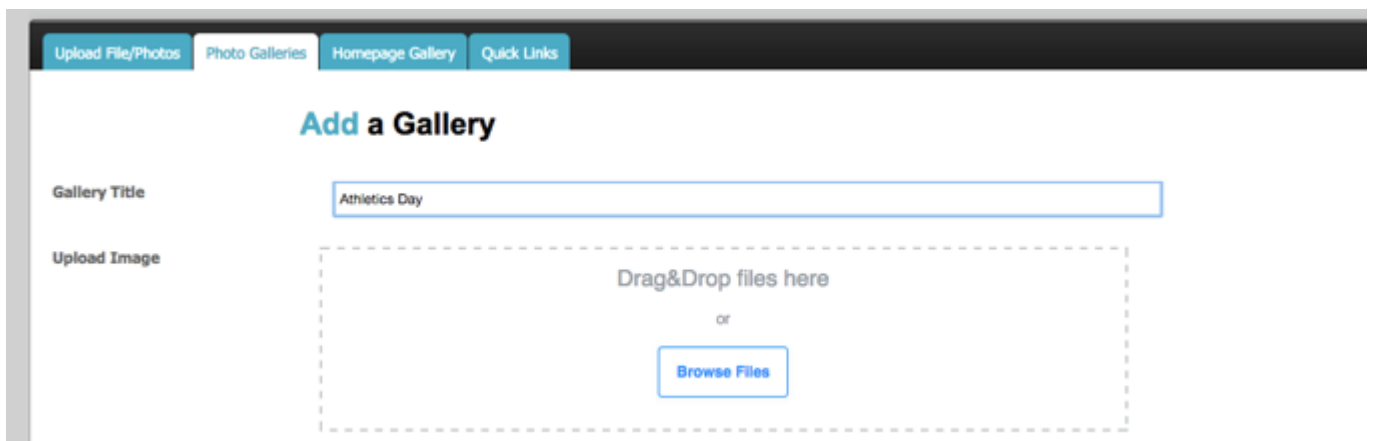 Upload File/Photos Photo Galleries Homepage Gallery Quick Links
Add a Gallery
Gallery Title Athletics Day
Upload Image
Drag&Drop files here
or
Browse Files